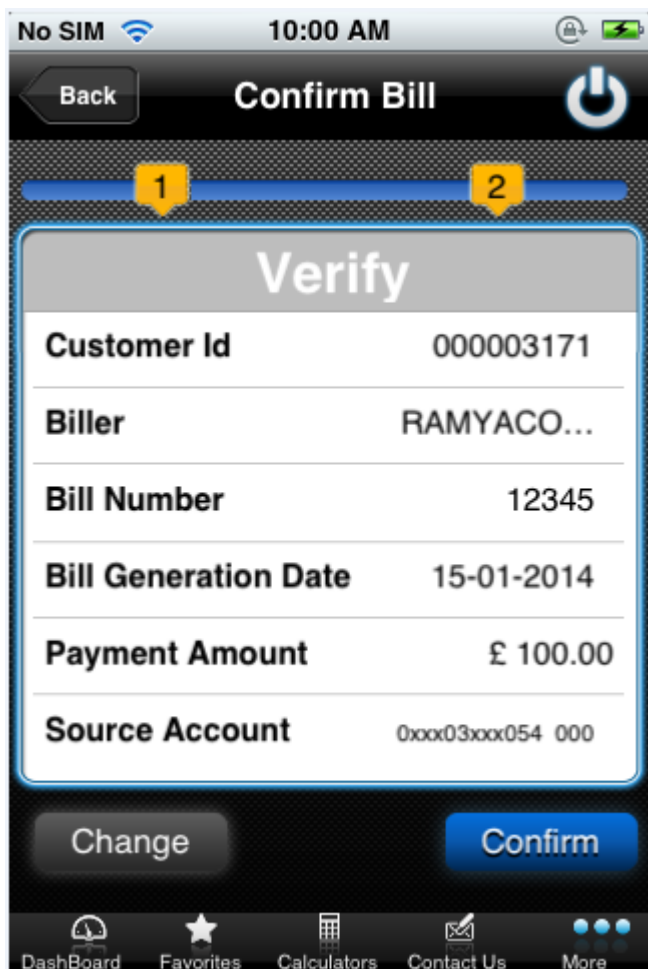 No SIM 10:00 AM
Back Confirm Bill
1 2
Verify
Customer Id 000003171
Biller RAMYACO...
Bill Number 12345
Bill Generation Date 15-01-2014
Payment Amount £ 100.00
Source Account 0xxx03xxx054 000
Change Confirm
DashBoard Favorites Calculators Contact Us More